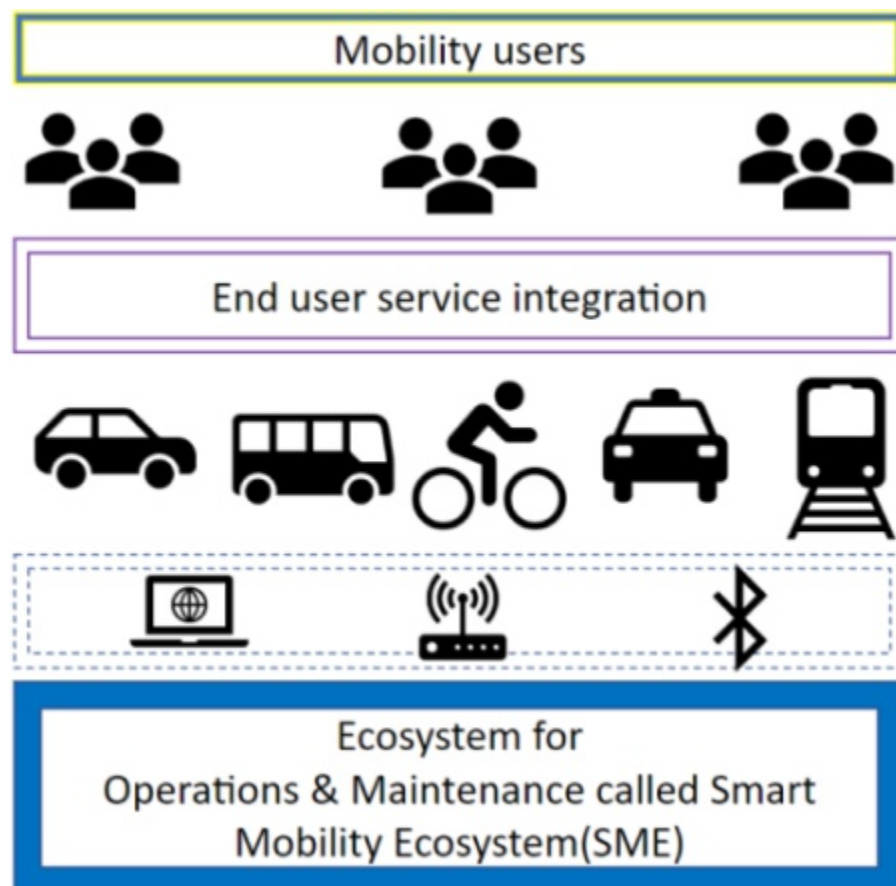 Mobility users
End user service integration
Ecosystem for
Operations & Maintenance called Smart
Mobility Ecosystem(SME)